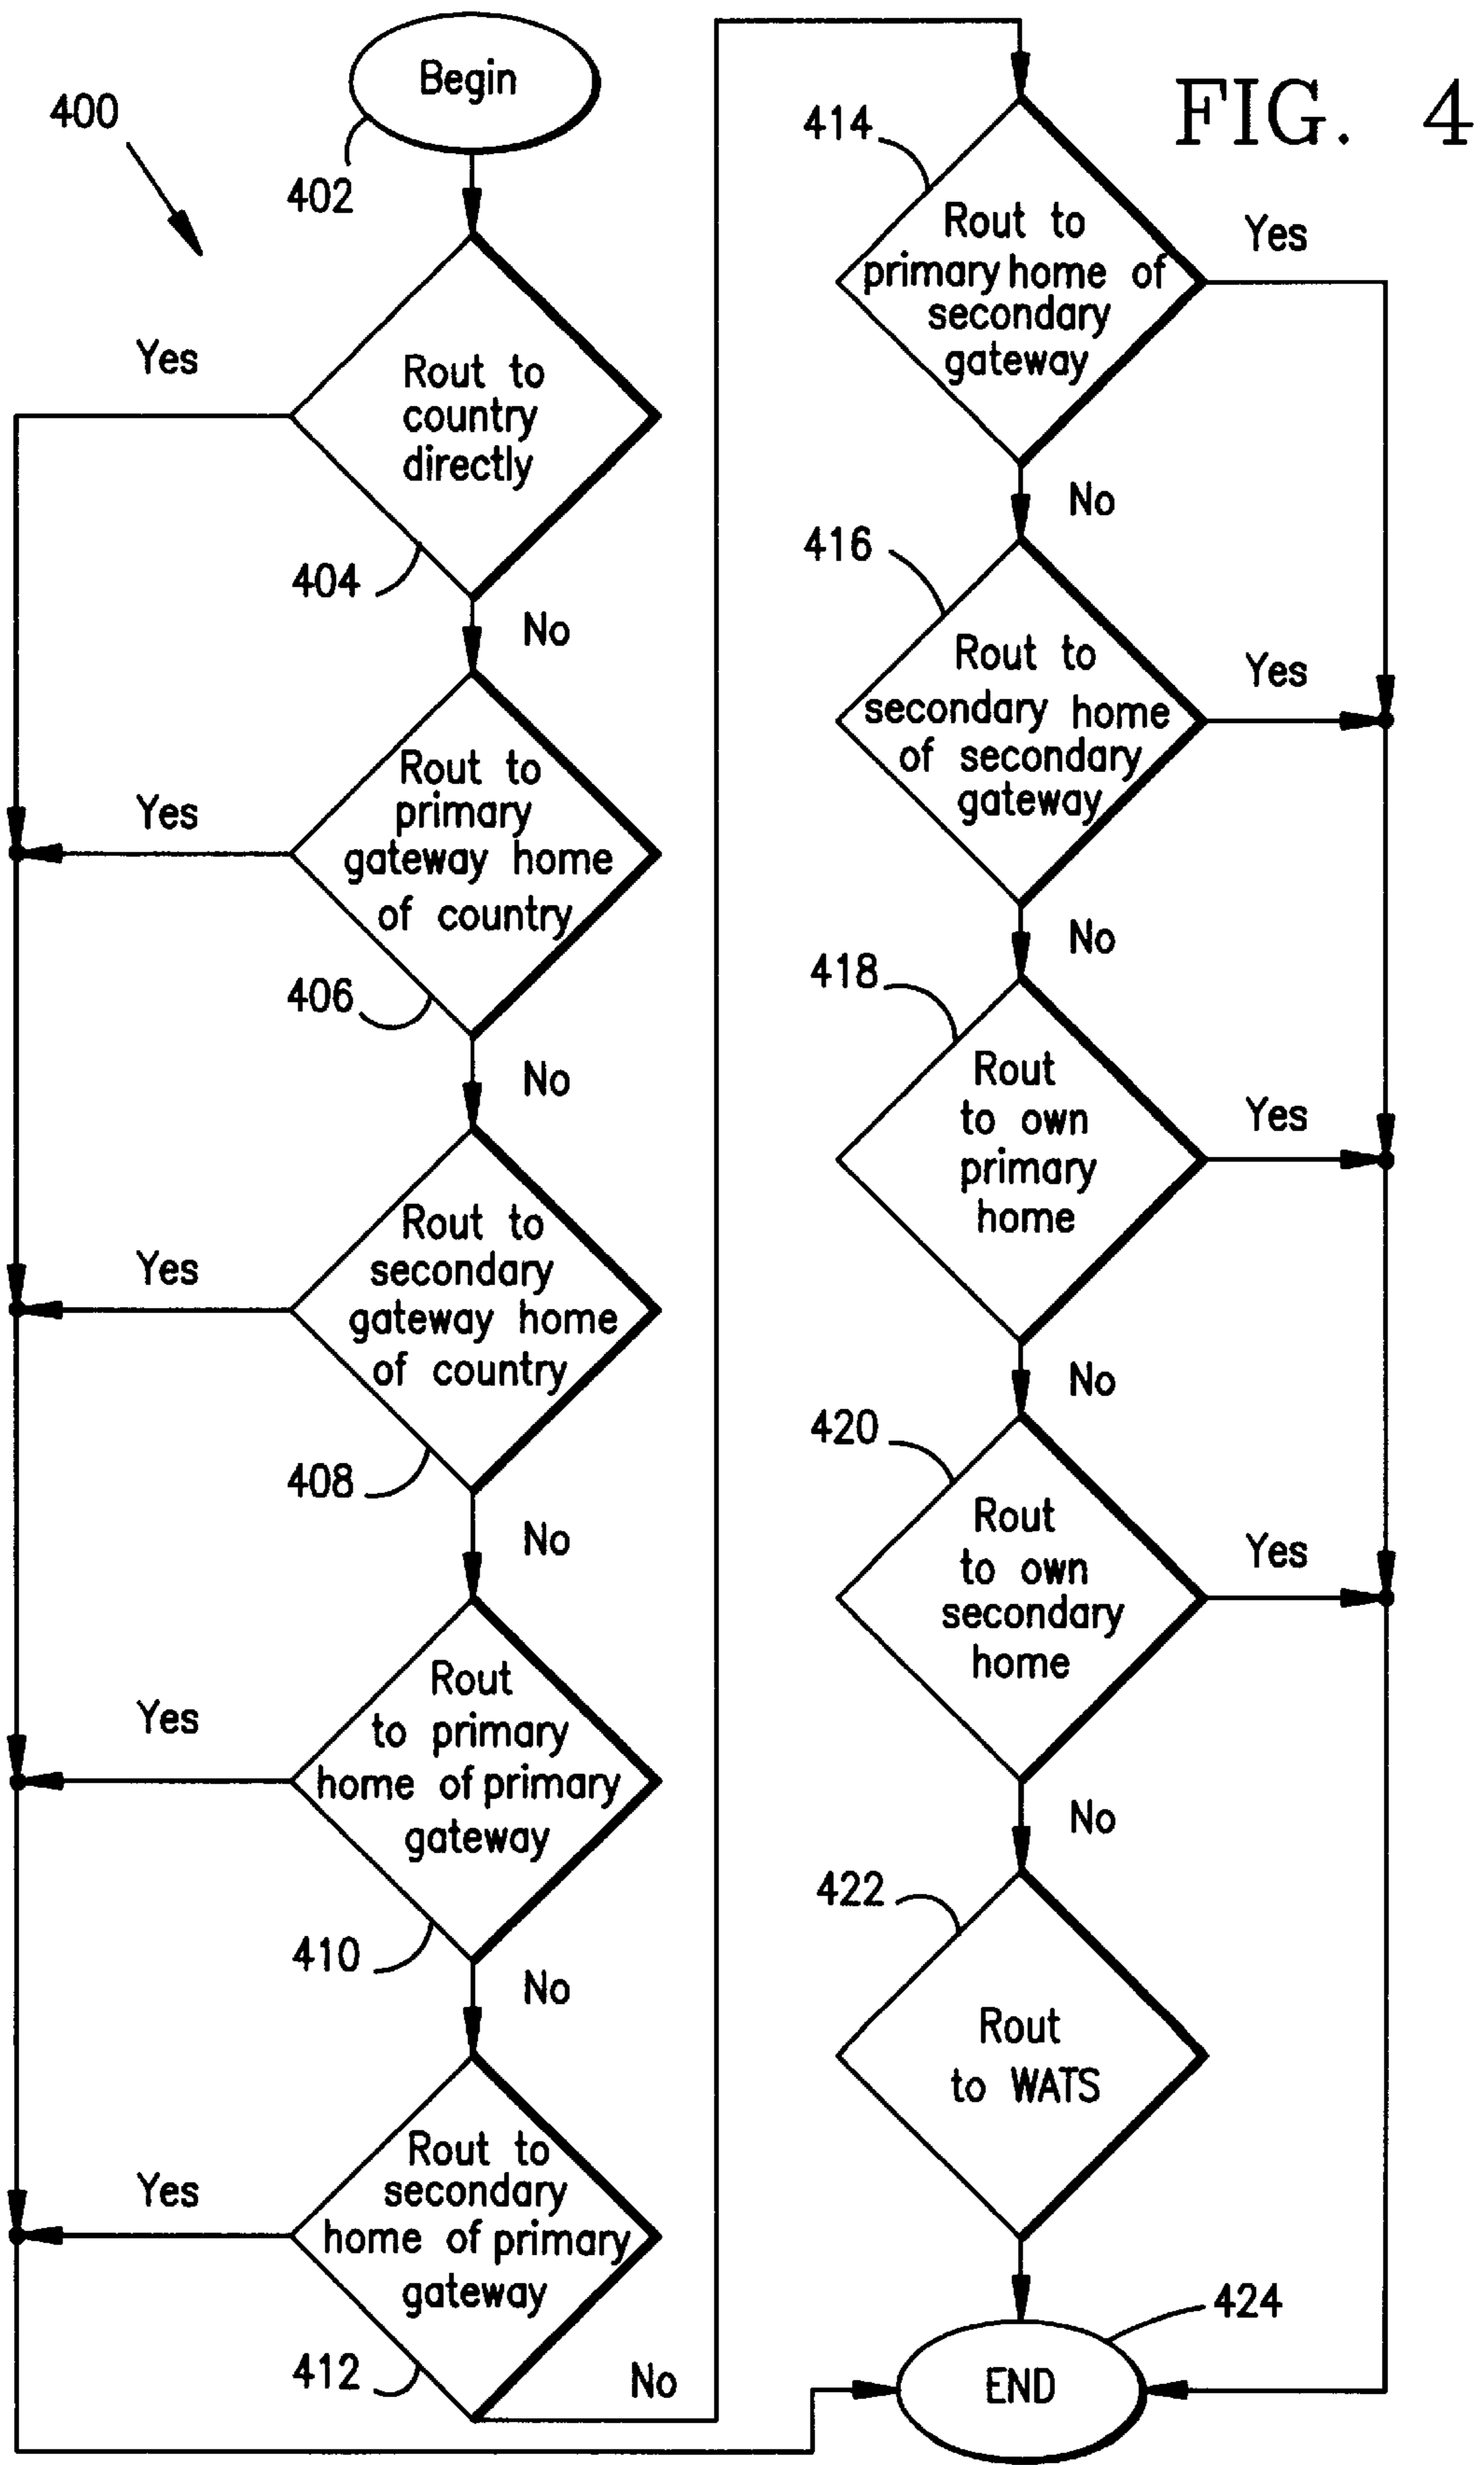 FIG. 4
400
Begin
402
Rout to
country
directly
Yes
404
No
Rout to
primary
gateway home
of country
Yes
406
No
Rout to
secondary
gateway home
of country
Yes
408
No
Rout
to primary
home of primary
gateway
Yes
410
No
Rout to
secondary
home of primary
gateway
Yes
412
No
414
Rout to
primary home of
secondary
gateway
Yes
No
416
Rout to
secondary home
of secondary
gateway
Yes
No
418
Rout
to own
primary
home
Yes
No
420
Rout
to own
secondary
home
Yes
No
422
Rout
to WATS
424
END